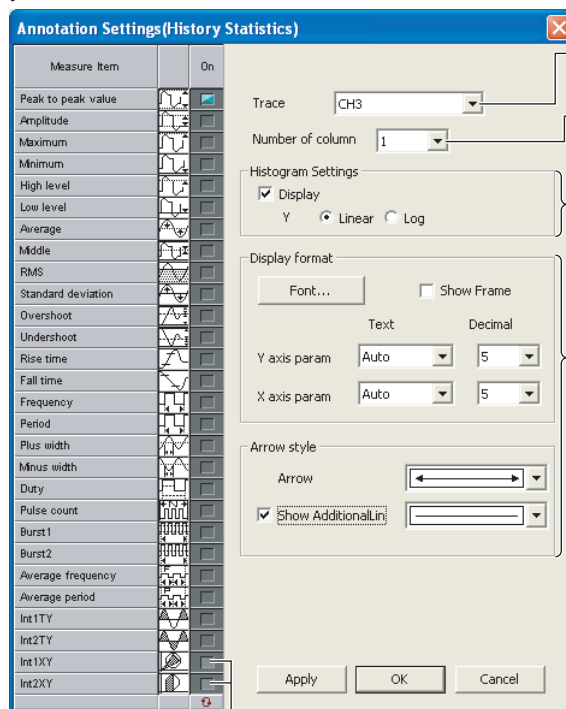 Annotation Settings(History Statistics)
Measure Item
On
Peak to peak value
Amplitude
Maximum
Minimum
High level
Low level
Average
Middle
RMS
Standard deviation
Overshoot
Undershoot
Rise time
Fall time
Frequency
Period
Plus width
Minus width
Duty
Pulse count
Burst1
Burst2
Average frequency
Average period
Int1TY
Int2TY
Int1XY
Int2XY
Trace CH3
Number of column 1
Histogram Settings
Display
Y Linear Log
Display format
Font... Show Frame
Text Decimal
Y axis param Auto 5
X axis param Auto 5
Arrow style
Arrow
Show AdditionalLin
Apply OK Cancel